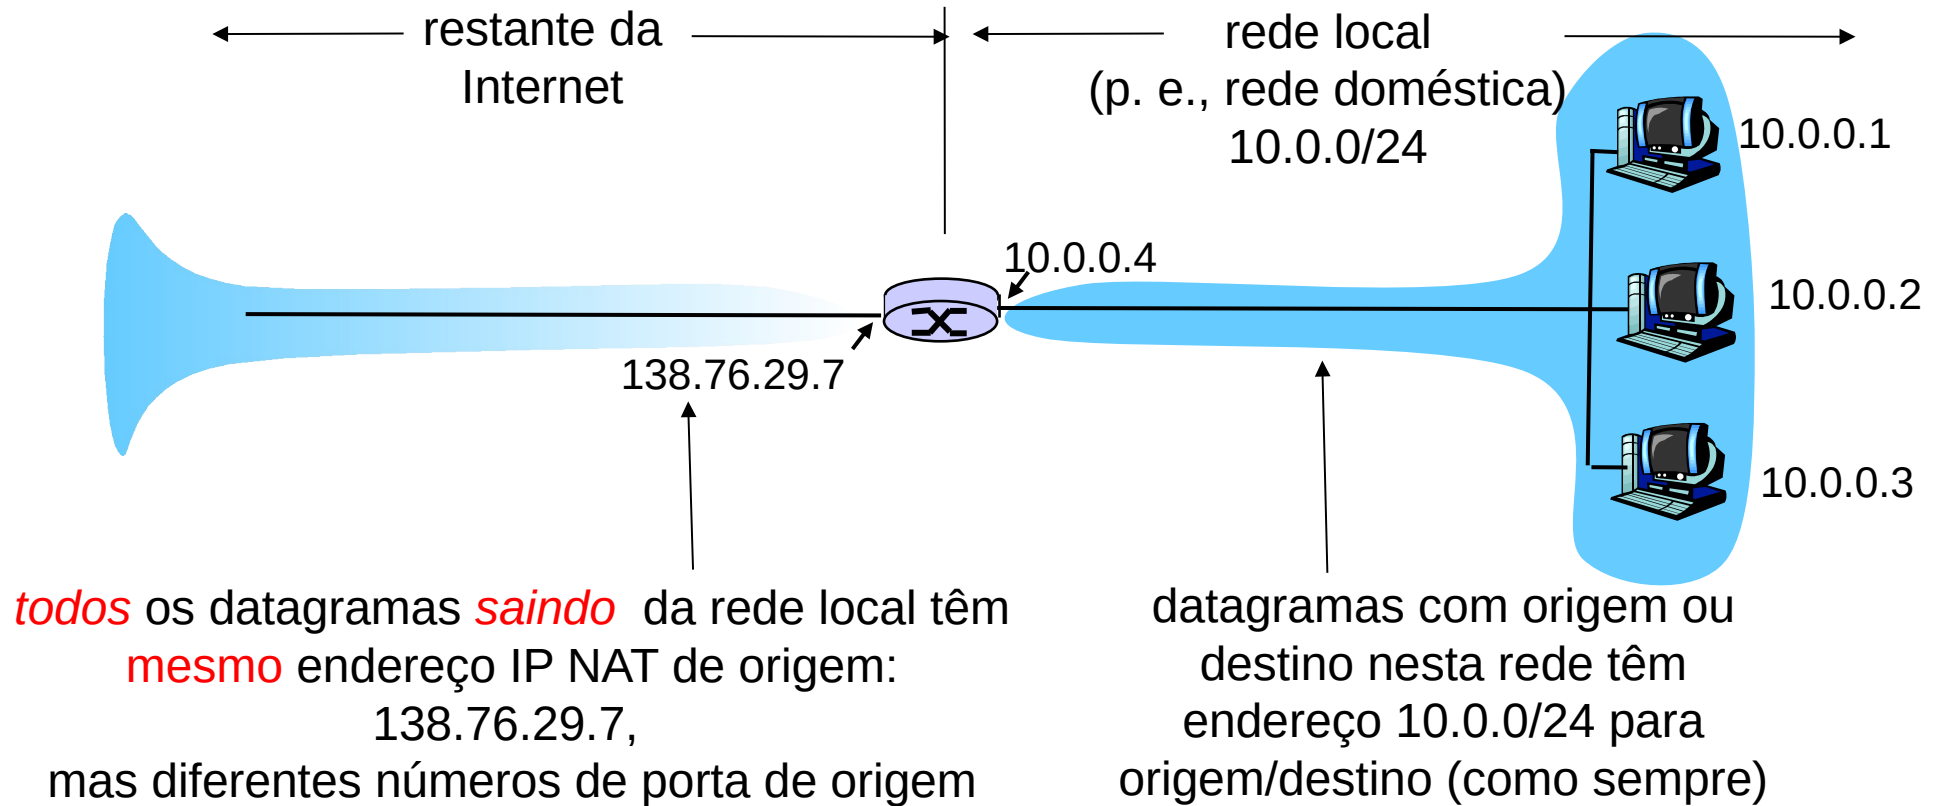 restante da
Internet
rede local
(p. e., rede doméstica)
10.0.0/24
10.0.0.1
10.0.0.4
10.0.0.2
138.76.29.7
10.0.0.3
todos os datagramas saindo da rede local têm
mesmo endereço IP NAT de origem:
138.76.29.7,
mas diferentes números de porta de origem
datagramas com origem ou
destino nesta rede têm
endereço 10.0.0/24 para
origem/destino (como sempre)